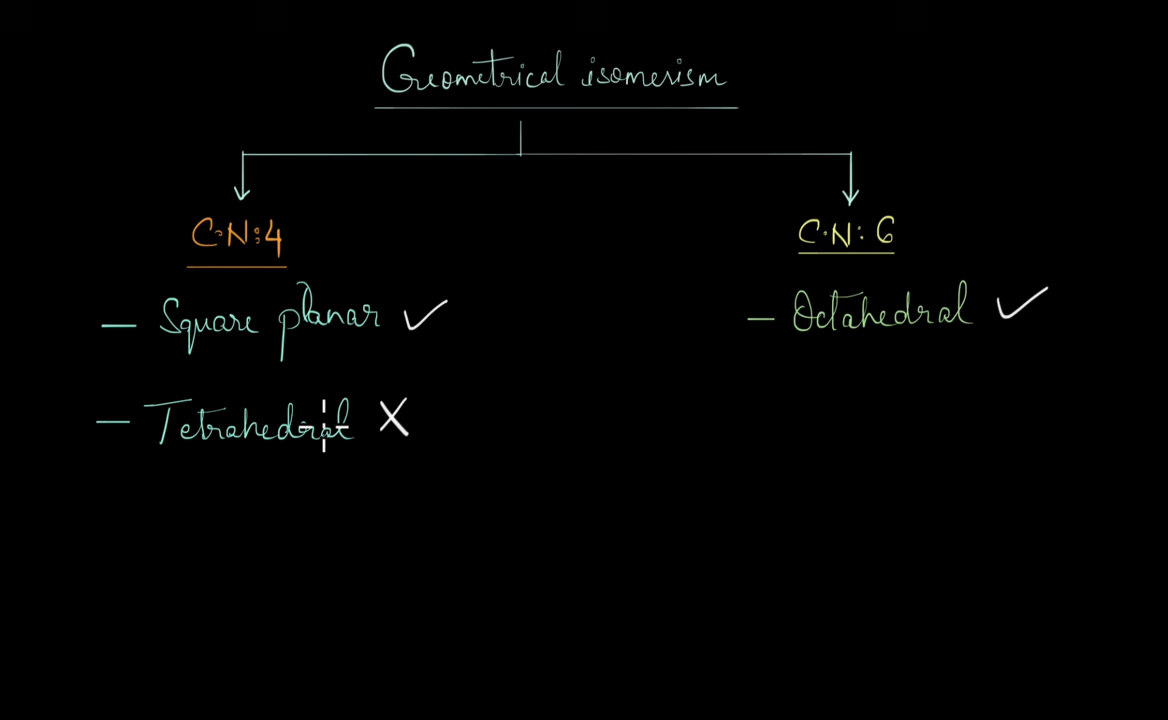 Geometrical isomerism
C.N:4
C.N: 6
— Square planar ✓
— Octahedral ✓
— Tetrahedral X